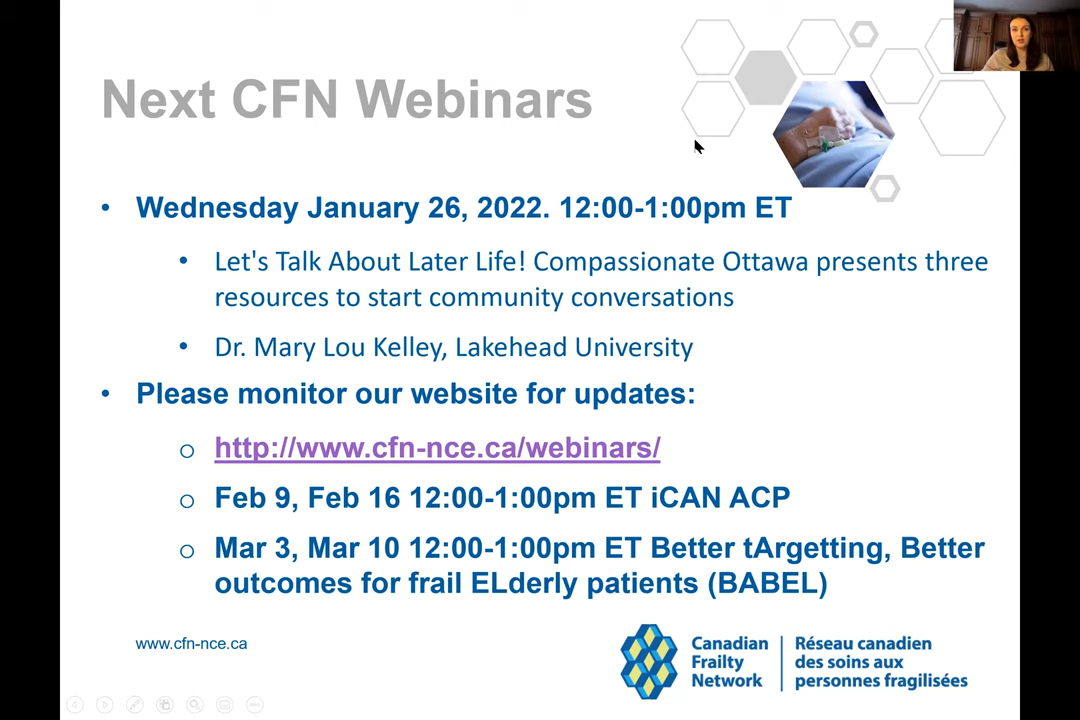 Next CFN Webinars
• Wednesday January 26, 2022. 12:00-1:00pm ET
• Let's Talk About Later Life! Compassionate Ottawa presents three
resources to start community conversations
• Dr. Mary Lou Kelley, Lakehead University
• Please monitor our website for updates:
o http://www.cfn-nce.ca/webinars/
o Feb 9, Feb 16 12:00-1:00pm ET iCAN ACP
o Mar 3, Mar 10 12:00-1:00pm ET Better tArgetting, Better
outcomes for frail ELderly patients (BABEL)
www.cfn-nce.ca
Canadian
Frailty
Network
Réseau canadien
des soins aux
personnes fragilisées